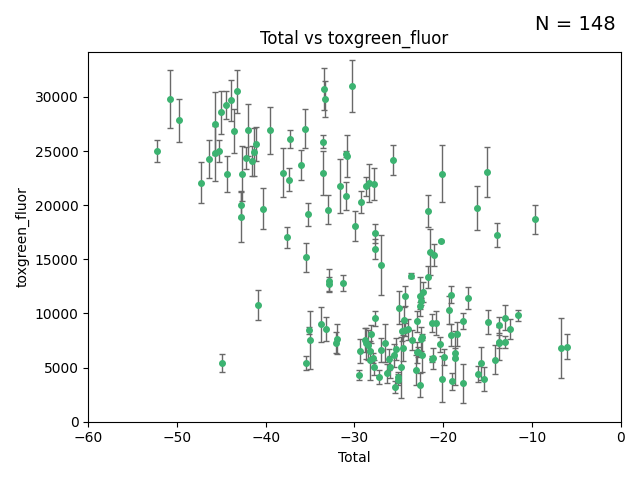 N = 148
Total vs toxgreen_fluor
30000
25000
20000
15000
10000
5000
0
toxgreen_fluor
−60 −50 −40 −30 −20 −10 0
Total